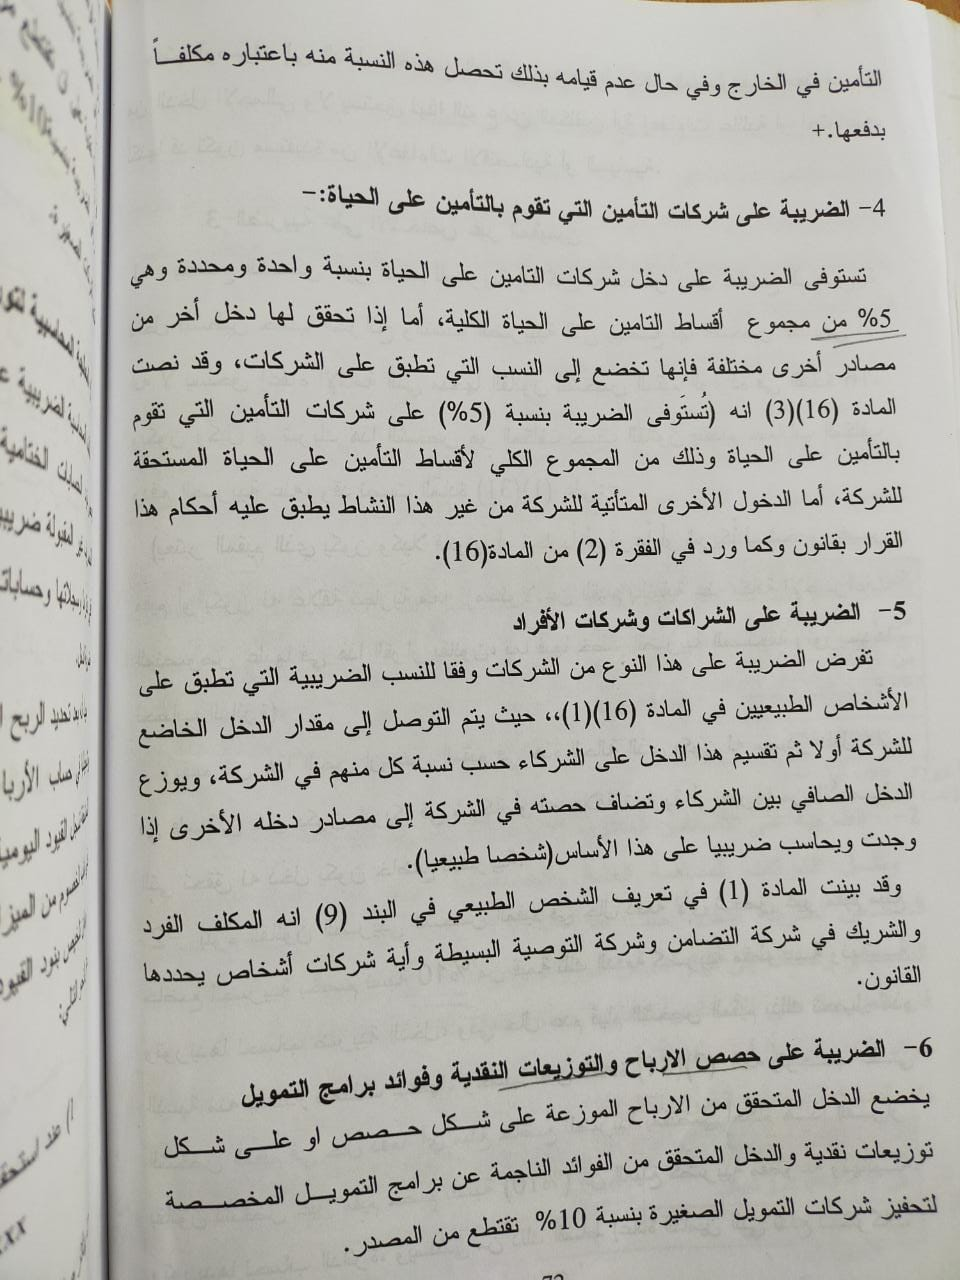 التأمين في الخارج وفي حال عدم قيامه بذلك تحصل هذه النسبة منه باعتباره مكلفاً
بدفعها.+
4- الضريبة على شركات التأمين التي تقوم بالتأمين على الحياة:-
تستوفى الضريبة على دخل شركات التامين على الحياة بنسبة واحدة ومحددة وهي
5% من مجموع أقساط التامين على الحياة الكلية، أما إذا تحقق لها دخل أخر من
مصادر أخرى مختلفة فإنها تخضع إلى النسب التي تطبق على الشركات، وقد نصت
المادة (16)(3) انه (تُستَوفى الضريبة بنسبة (5%) على شركات التأمين التي تقوم
بالتأمين على الحياة وذلك من المجموع الكلي لأقساط التأمين على الحياة المستحقة
للشركة، أما الدخول الأخرى المتأتية للشركة من غير هذا النشاط يطبق عليه أحكام هذا
القرار بقانون وكما ورد في الفقرة (2) من المادة(16).
5- الضريبة على الشراكات وشركات الأفراد
تفرض الضريبة على هذا النوع من الشركات وفقا للنسب الضريبية التي تطبق على
الأشخاص الطبيعيين في المادة (16)(1)،، حيث يتم التوصل إلى مقدار الدخل الخاضع
للشركة أولا ثم تقسيم هذا الدخل على الشركاء حسب نسبة كل منهم في الشركة، ويوزع
الدخل الصافي بين الشركاء وتضاف حصته في الشركة إلى مصادر دخله الأخرى إذا
وجدت ويحاسب ضريبيا على هذا الأساس(شخصا طبيعيا).
وقد بينت المادة (1) في تعريف الشخص الطبيعي في البند (9) انه المكلف الفرد
والشريك في شركة التضامن وشركة التوصية البسيطة وأية شركات أشخاص يحددها
القانون.
6- الضريبة على حصص الارباح والتوزيعات النقدية وفوائد برامج التمويل
يخضع الدخل المتحقق من الارباح الموزعة على شكل حصص او على شكل
توزيعات نقدية والدخل المتحقق من الفوائد الناجمة عن برامج التمويل المخصصة
لتحفيز شركات التمويل الصغيرة بنسبة 10% تقتطع من المصدر.